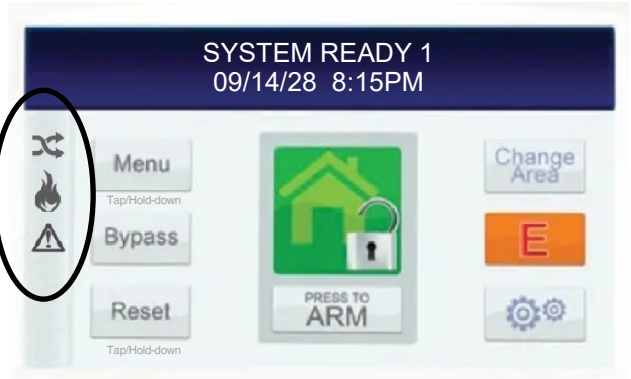 SYSTEM READY 1
09/14/28 8:15PM
Menu
Tap/Hold-down
Bypass
Reset
Tap/Hold-down
PRESS TO
ARM
Change
Area
E